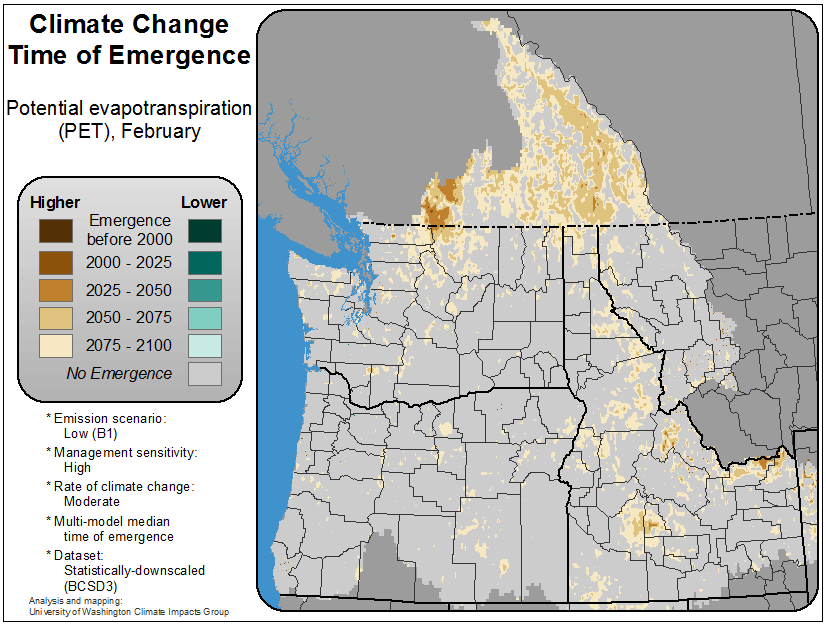 Climate Change
Time of Emergence
Potential evapotranspiration
(PET), February
Higher Lower
Emergence
before 2000
2000 - 2025
2025 - 2050
2050 - 2075
2075 - 2100
No Emergence
* Emission scenario:
Low (B1)
* Management sensitivity:
High
* Rate of climate change:
Moderate
* Multi-model median
time of emergence
* Dataset:
Statistically-downscaled
(BCSD3)
Analysis and mapping:
University of Washington Climate Impacts Group